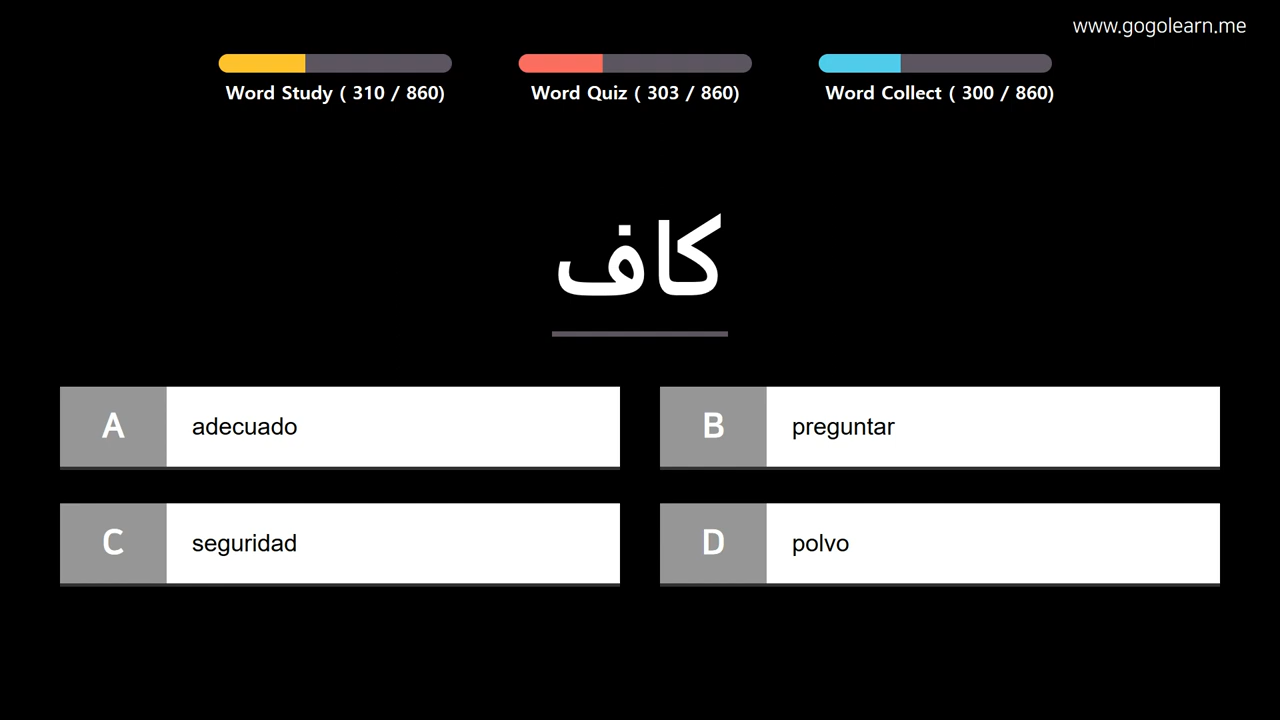 www.gogolearn.me
Word Study ( 310 / 860)
Word Quiz ( 303 / 860)
Word Collect ( 300 / 860)
كاف
A adecuado
B preguntar
C seguridad
D polvo